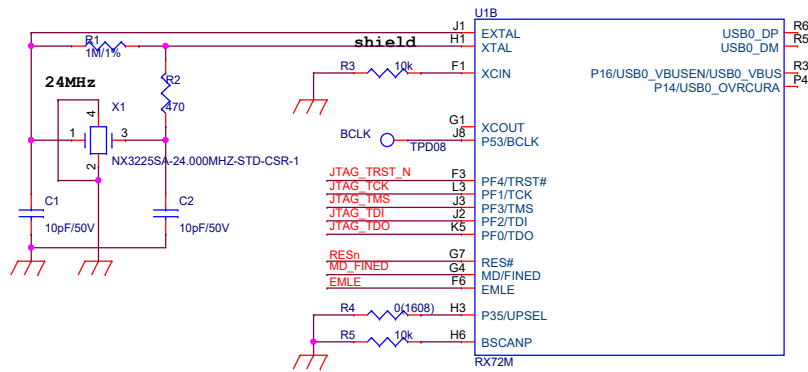 U1B
J1 EXTAL USB0_DP R6
R1 shield H1 XTAL USB0_DM R5
1M/1%
R3 10k F1 XCIN P16/USB0_VBUSEN/USB0_VBUS R3
R2
24MHz P14/USB0_OVRCURA P4
X1 470
4
G1 XCOUT
1 3 BCLK J8 P53/BCLK
TPD08
2 NX3225SA-24.000MHZ-STD-CSR-1
JTAG_TRST_N F3 PF4/TRST#
JTAG_TCK L3 PF1/TCK
C1 C2 JTAG_TMS J3 PF3/TMS
JTAG_TDI J2 PF2/TDI
10pF/50V 10pF/50V JTAG_TDO K5 PF0/TDO
RESn G7 RES#
MD_FINED G4 MD/FINED
EMLE F6 EMLE
R4 0(1608) H3 P35/UPSEL
R5 10k H6 BSCANP
RX72M